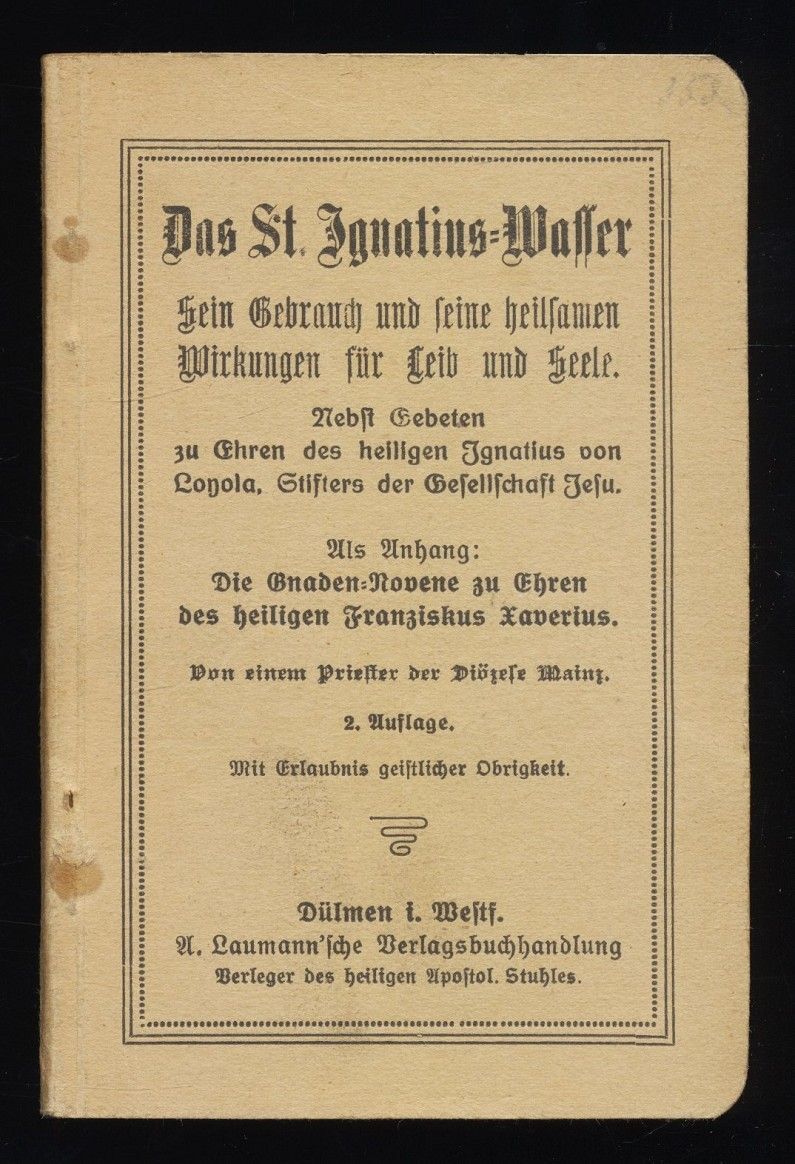 Das St. Ignatius=Wasser
Sein Gebrauch und seine heilsamen
Wirkungen für Leib und Seele.
Nebst Gebeten
zu Ehren des heiligen Ignatius von
Loyola, Stifters der Gesellschaft Jesu.
Als Anhang:
Die Gnaden=Novene zu Ehren
des heiligen Franziskus Xaverius.
Von einem Priester der Diözese Mainz.
2. Auflage.
Mit Erlaubnis geistlicher Obrigkeit.
Dülmen i. Westf.
A. Laumann'sche Verlagsbuchhandlung
Verleger des heiligen Apostol. Stuhles.